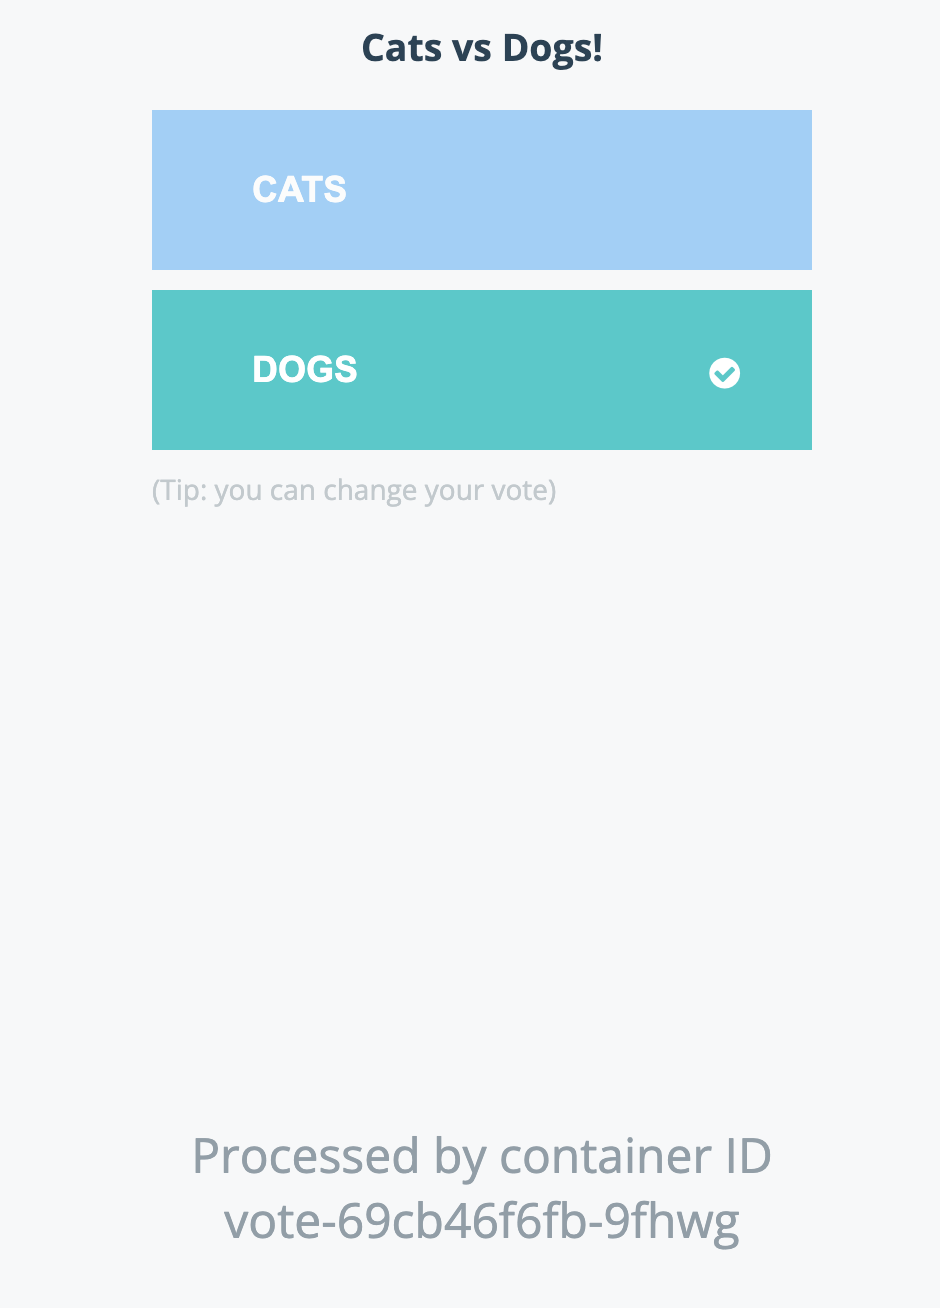 Cats vs Dogs!
CATS
DOGS
(Tip: you can change your vote)
Processed by container ID
vote-69cb46f6fb-9fhwg